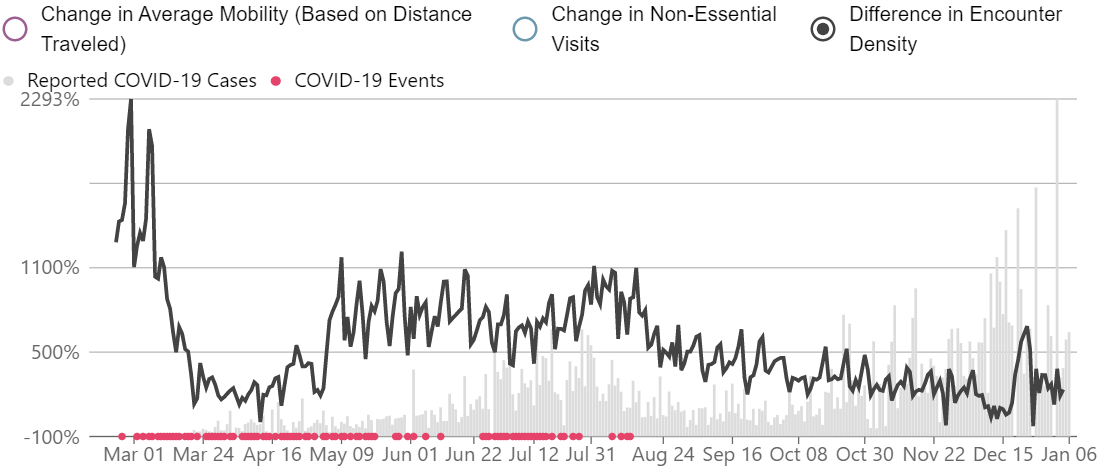 Change in Average Mobility (Based on Distance Traveled)
Change in Non-Essential Visits
Difference in Encounter Density
Reported COVID-19 Cases
COVID-19 Events
2293%
1100%
500%
-100%
Mar 01 Mar 24 Apr 16 May 09 Jun 01 Jun 22 Jul 12 Jul 31 Aug 24 Sep 16 Oct 08 Oct 30 Nov 22 Dec 15 Jan 06